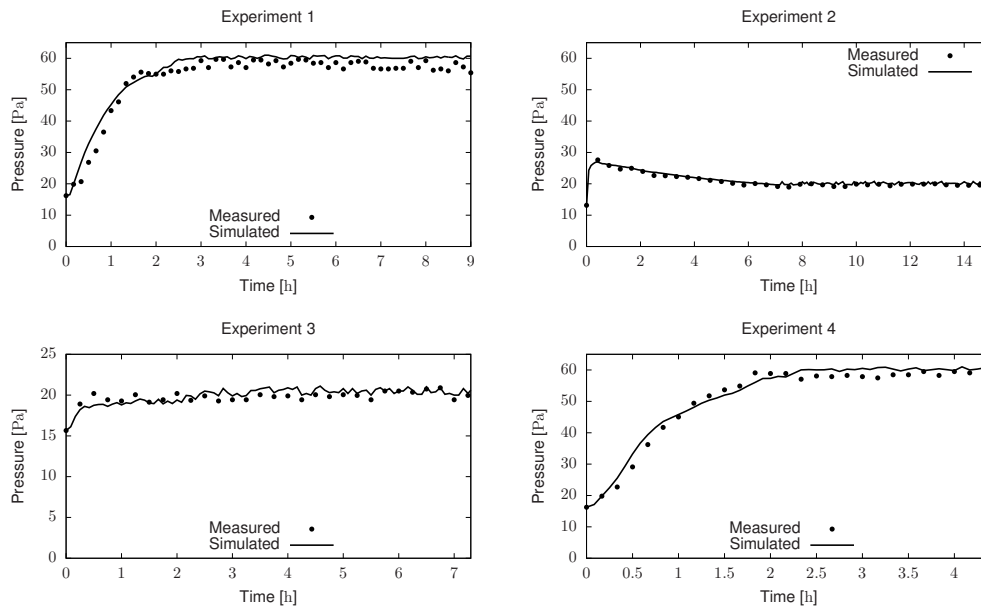 Experiment 1
Pressure [Pa]
60
50
40
30
20
10
0
Measured
Simulated
0 1 2 3 4 5 6 7 8 9
Time [h]
Experiment 2
Pressure [Pa]
60
50
40
30
20
10
0
Measured
Simulated
0 2 4 6 8 10 12 14
Time [h]
Experiment 3
Pressure [Pa]
25
20
15
10
5
0
Measured
Simulated
0 1 2 3 4 5 6 7
Time [h]
Experiment 4
Pressure [Pa]
60
50
40
30
20
10
0
Measured
Simulated
0 0.5 1 1.5 2 2.5 3 3.5 4
Time [h]